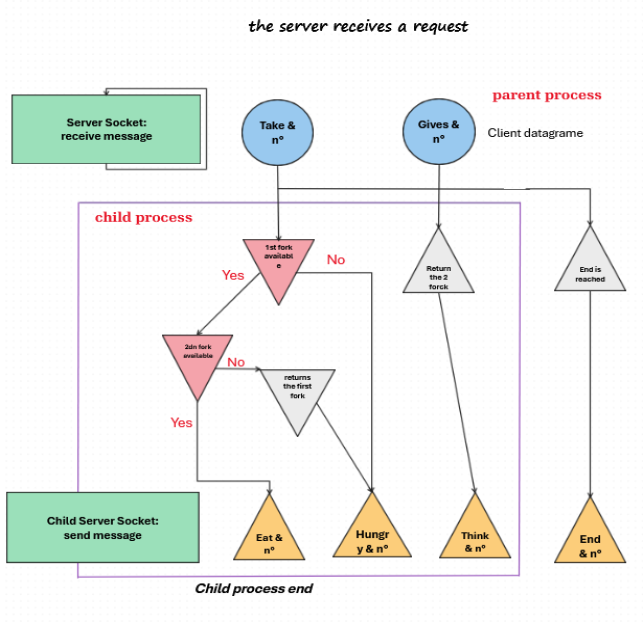 the server receives a request
parent process
Server Socket:
receive message
Take &
n°
Gives &
n°
Client datagrame
child process
1st fork
availabl
e
No
Yes
Return
the 2
forck
End is
reached
2dn fork
available
No
returns
the first
fork
Yes
Child Server Socket:
send message
Eat &
n°
Hungr
y & n°
Think
& n°
End
& n°
Child process end